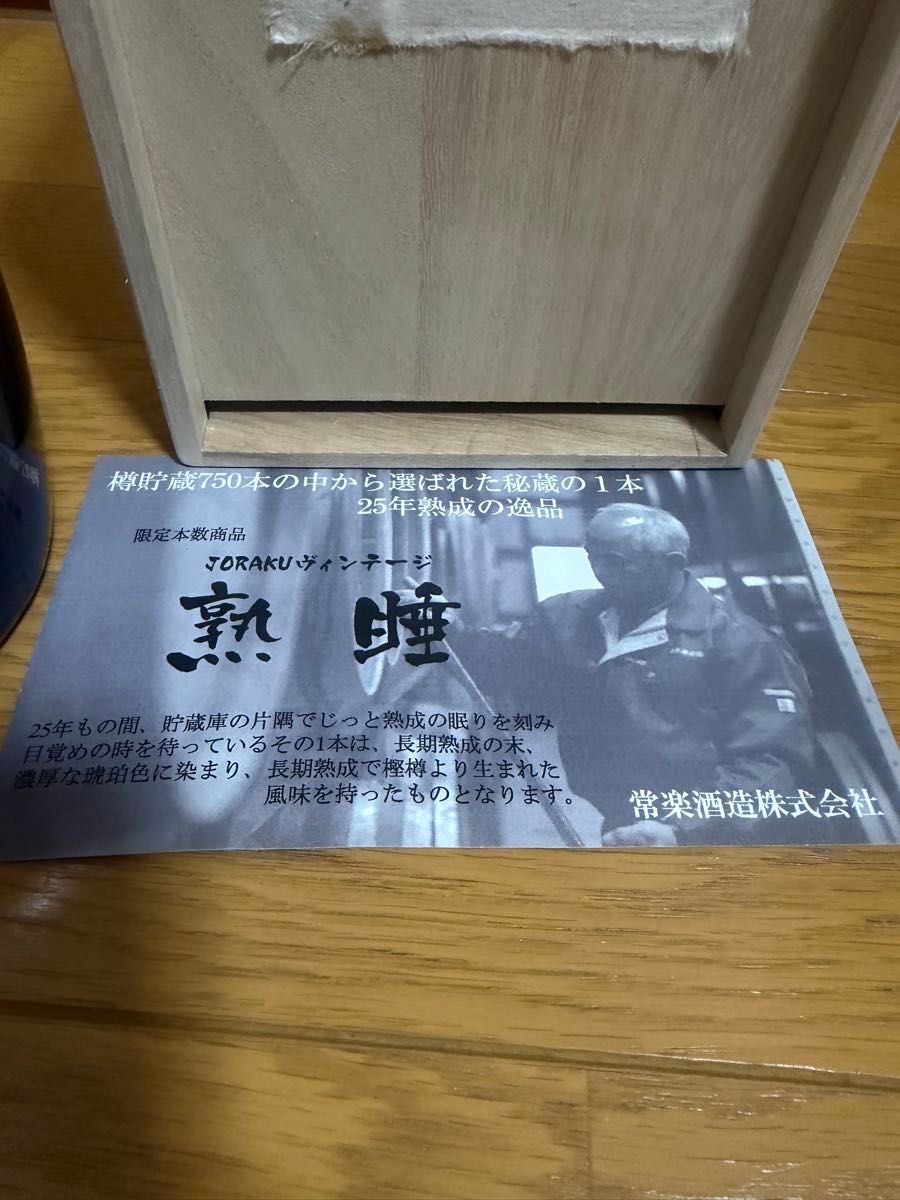 樽貯蔵750本の中から選ばれた秘蔵の1本
25年熟成の逸品
限定本数商品
JORAKUヴィンテージ
熟睡
25年もの間、貯蔵庫の片隅でじっと熟成の眠りを刻み
目覚めの時を待っているその1本は、長期熟成の末、
濃厚な琥珀色に染まり、長期熟成で樫樽より生まれた
風味を持ったものとなります。
常楽酒造株式会社